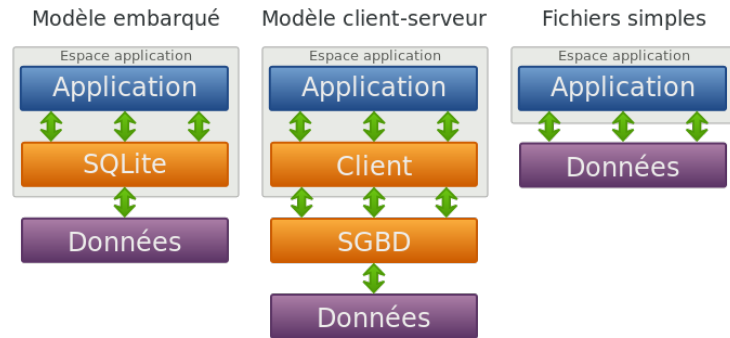 Modèle embarqué
Espace application
Application
SQLite
Données
Modèle client-serveur
Espace application
Application
Client
SGBD
Données
Fichiers simples
Espace application
Application
Données